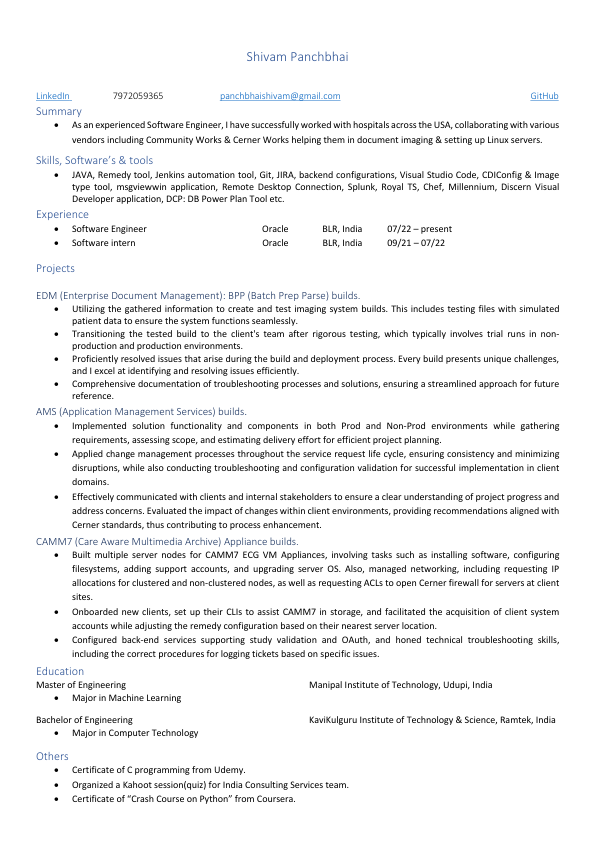 Shivam Panchbhai
LinkedIn 7972059365 panchbhaishivam@gmail.com GitHub
Summary
• As an experienced Software Engineer, I have successfully worked with hospitals across the USA, collaborating with various
vendors including Community Works & Cerner Works helping them in document imaging & setting up Linux servers.
Skills, Software's & tools
• JAVA, Remedy tool, Jenkins automation tool, Git, JIRA, backend configurations, Visual Studio Code, CDIConfig & Image
type tool, msgviewwin application, Remote Desktop Connection, Splunk, Royal TS, Chef, Millennium, Discern Visual
Developer application, DCP: DB Power Plan Tool etc.
Experience
• Software Engineer Oracle BLR, India 07/22 – present
• Software intern Oracle BLR, India 09/21 – 07/22
Projects
EDM (Enterprise Document Management): BPP (Batch Prep Parse) builds.
• Utilizing the gathered information to create and test imaging system builds. This includes testing files with simulated
patient data to ensure the system functions seamlessly.
• Transitioning the tested build to the client's team after rigorous testing, which typically involves trial runs in non-
production and production environments.
• Proficiently resolved issues that arise during the build and deployment process. Every build presents unique challenges,
and I excel at identifying and resolving issues efficiently.
• Comprehensive documentation of troubleshooting processes and solutions, ensuring a streamlined approach for future
reference.
AMS (Application Management Services) builds.
• Implemented solution functionality and components in both Prod and Non-Prod environments while gathering
requirements, assessing scope, and estimating delivery effort for efficient project planning.
• Applied change management processes throughout the service request life cycle, ensuring consistency and minimizing
disruptions, while also conducting troubleshooting and configuration validation for successful implementation in client
domains.
• Effectively communicated with clients and internal stakeholders to ensure a clear understanding of project progress and
address concerns. Evaluated the impact of changes within client environments, providing recommendations aligned with
Cerner standards, thus contributing to process enhancement.
CAMM7 (Care Aware Multimedia Archive) Appliance builds.
• Built multiple server nodes for CAMM7 ECG VM Appliances, involving tasks such as installing software, configuring
filesystems, adding support accounts, and upgrading server OS. Also, managed networking, including requesting IP
allocations for clustered and non-clustered nodes, as well as requesting ACLs to open Cerner firewall for servers at client
sites.
• Onboarded new clients, set up their CLIs to assist CAMM7 in storage, and facilitated the acquisition of client system
accounts while adjusting the remedy configuration based on their nearest server location.
• Configured back-end services supporting study validation and OAuth, and honed technical troubleshooting skills,
including the correct procedures for logging tickets based on specific issues.
Education
Master of Engineering Manipal Institute of Technology, Udupi, India
• Major in Machine Learning
Bachelor of Engineering KaviKulguru Institute of Technology & Science, Ramtek, India
• Major in Computer Technology
Others
• Certificate of C programming from Udemy.
• Organized a Kahoot session(quiz) for India Consulting Services team.
• Certificate of “Crash Course on Python” from Coursera.